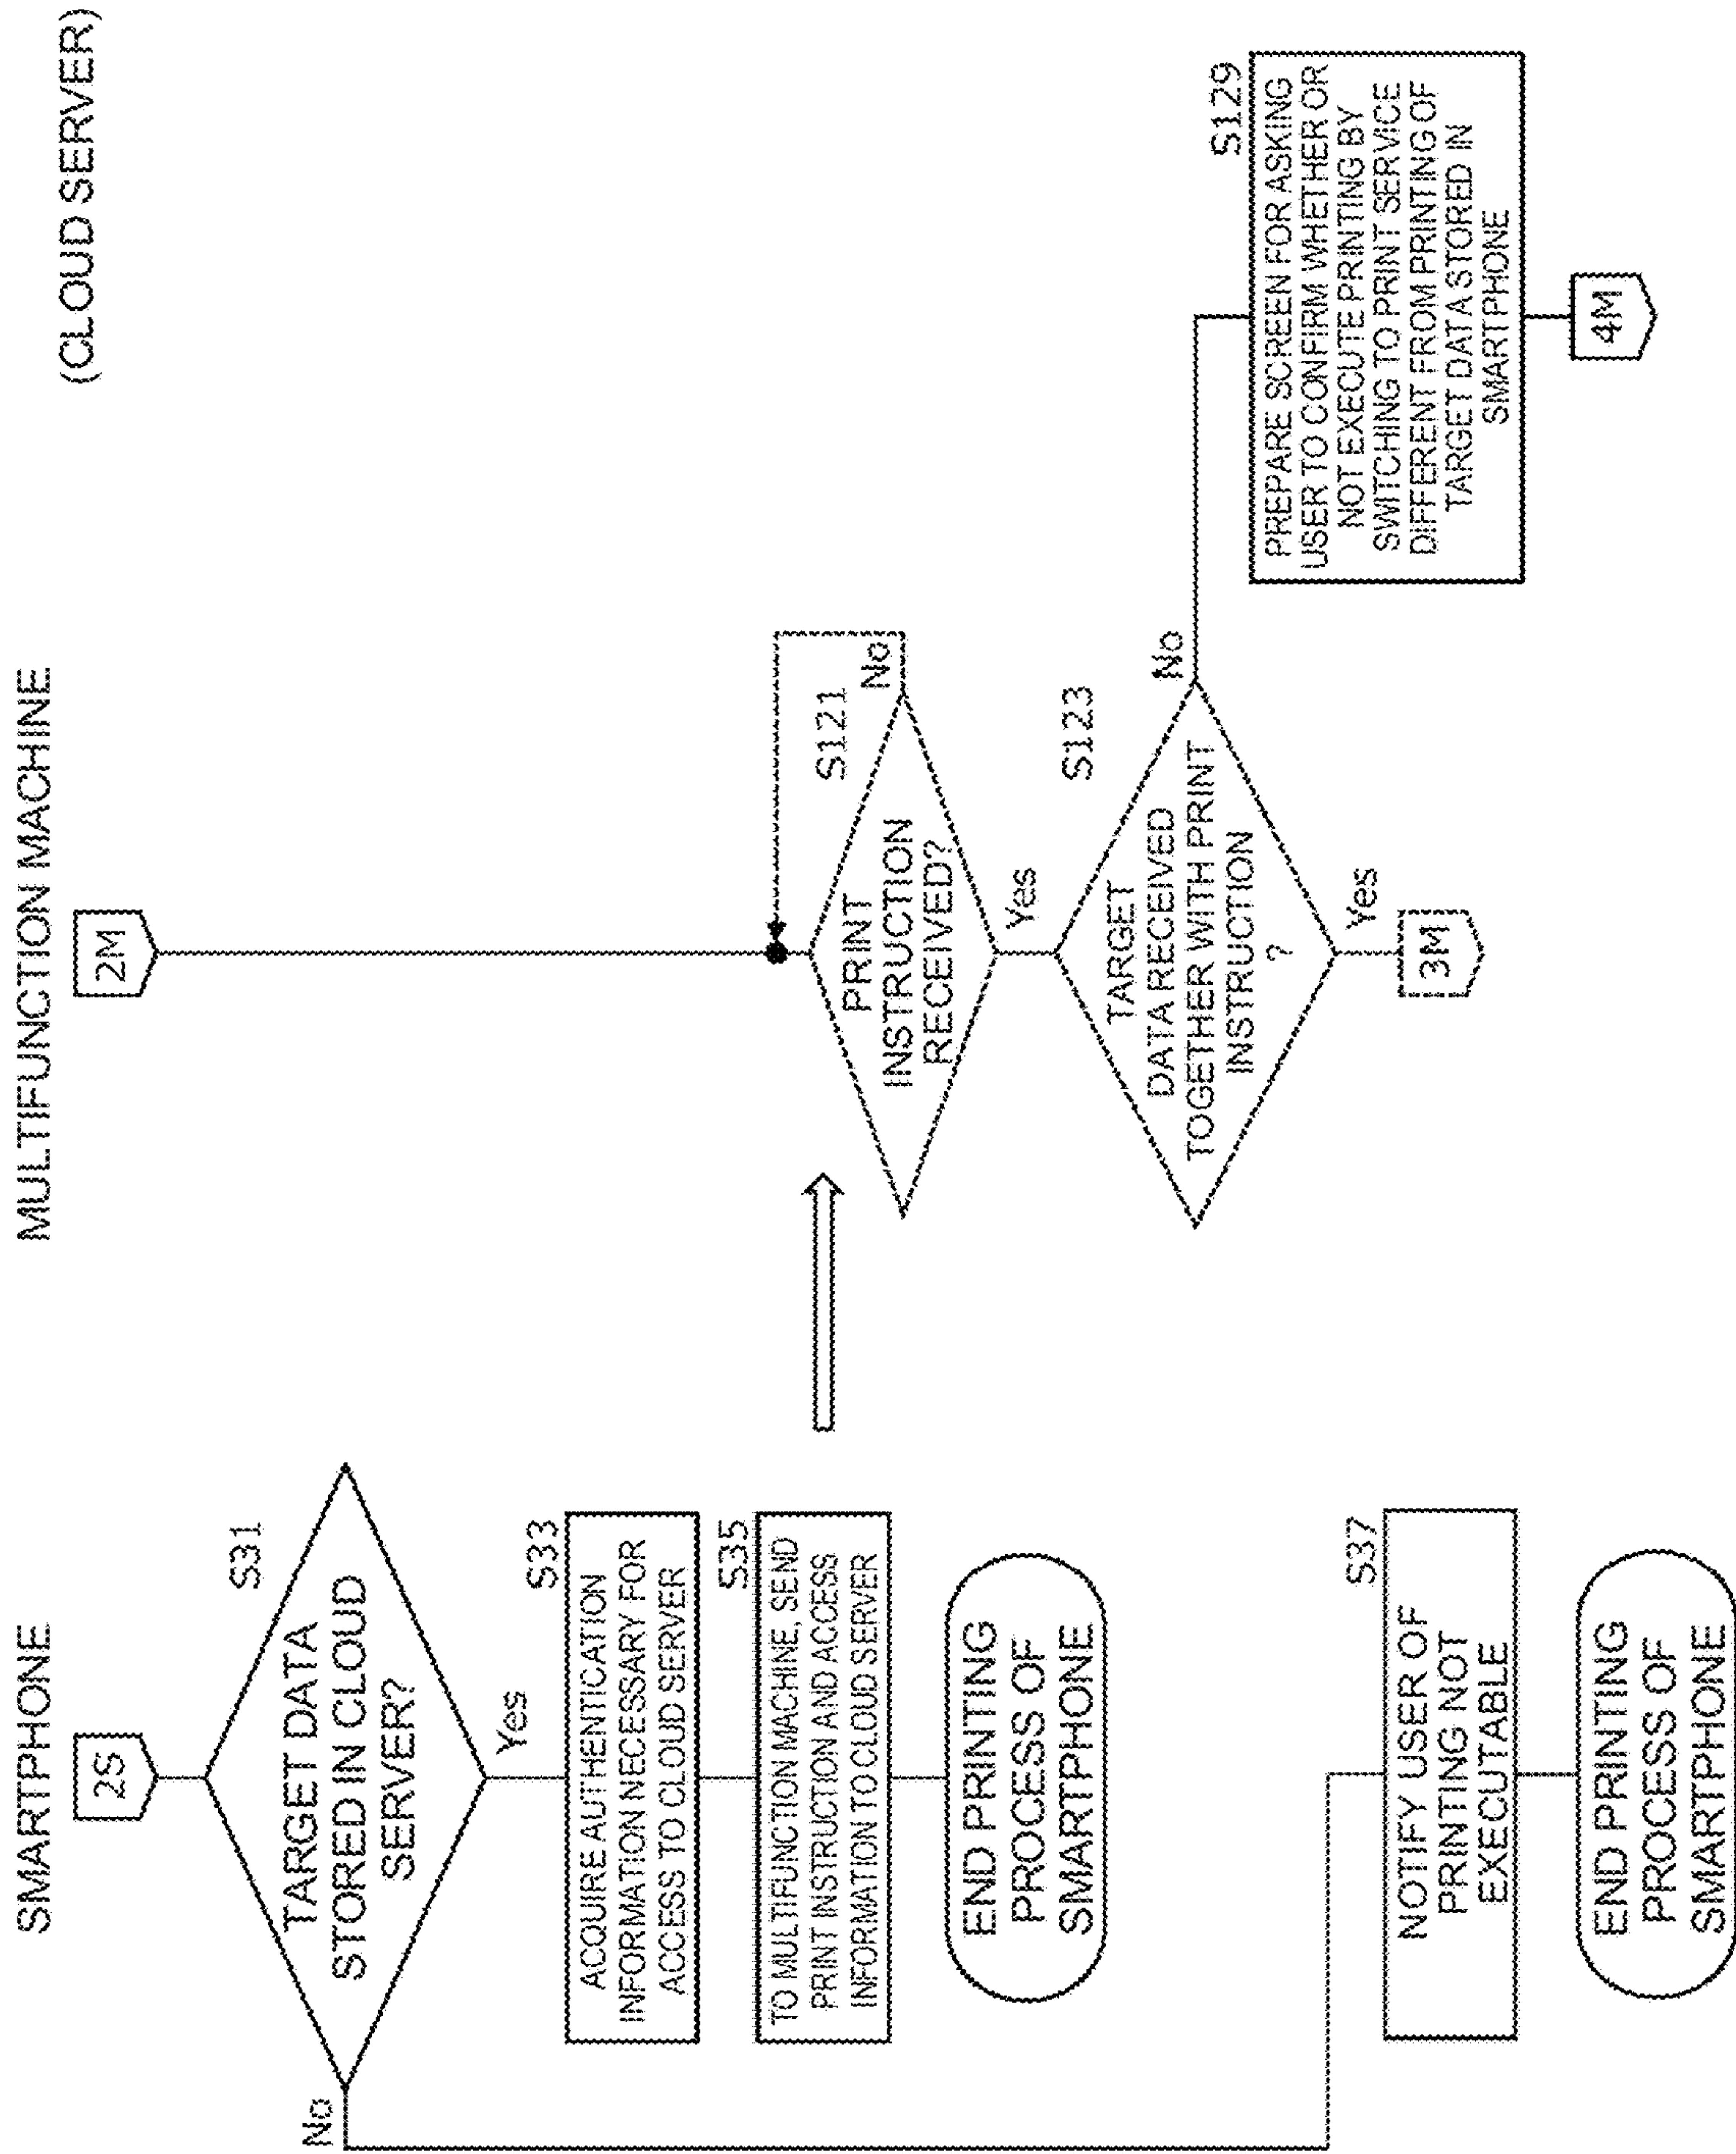 SMARTPHONE
2S
S31
TARGET DATA
STORED IN CLOUD
SERVER?
No
Yes
S33
ACQUIRE AUTHENTICATION
INFORMATION NECESSARY FOR
ACCESS TO CLOUD SERVER
S35
TO MULTIFUNCTION MACHINE, SEND
PRINT INSTRUCTION AND ACCESS
INFORMATION TO CLOUD SERVER
END PRINTING
PROCESS OF
SMARTPHONE
S37
NOTIFY USER OF
PRINTING NOT
EXECUTABLE
END PRINTING
PROCESS OF
SMARTPHONE
MULTIFUNCTION MACHINE
2M
S121
PRINT
INSTRUCTION
RECEIVED?
No
Yes
S123
TARGET
DATA RECEIVED
TOGETHER WITH PRINT
INSTRUCTION
?
No
Yes
3M
(CLOUD SERVER)
S129
PREPARE SCREEN FOR ASKING
USER TO CONFIRM WHETHER OR
NOT EXECUTE PRINTING BY
SWITCHING TO PRINT SERVICE
DIFFERENT FROM PRINTING OF
TARGET DATA STORED IN
SMARTPHONE
4M